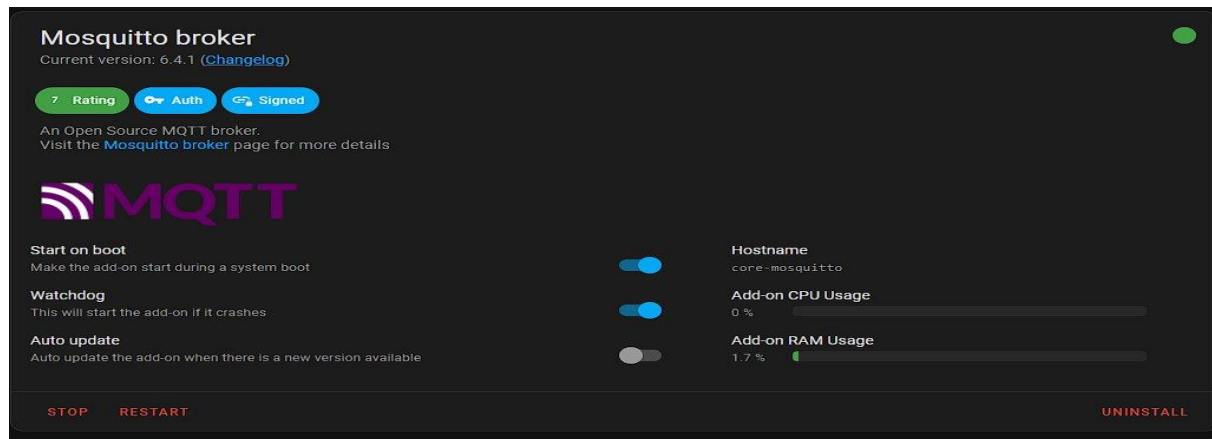 Mosquitto broker
Current version: 6.4.1 (Changelog)
7 Rating Auth Signed
An Open Source MQTT broker.
Visit the Mosquitto broker page for more details
MQTT
Start on boot
Make the add-on start during a system boot
Hostname
core-mosquitto
Watchdog
This will start the add-on if it crashes
Add-on CPU Usage
0 %
Auto update
Auto update the add-on when there is a new version available
Add-on RAM Usage
1.7 %
STOP RESTART UNINSTALL